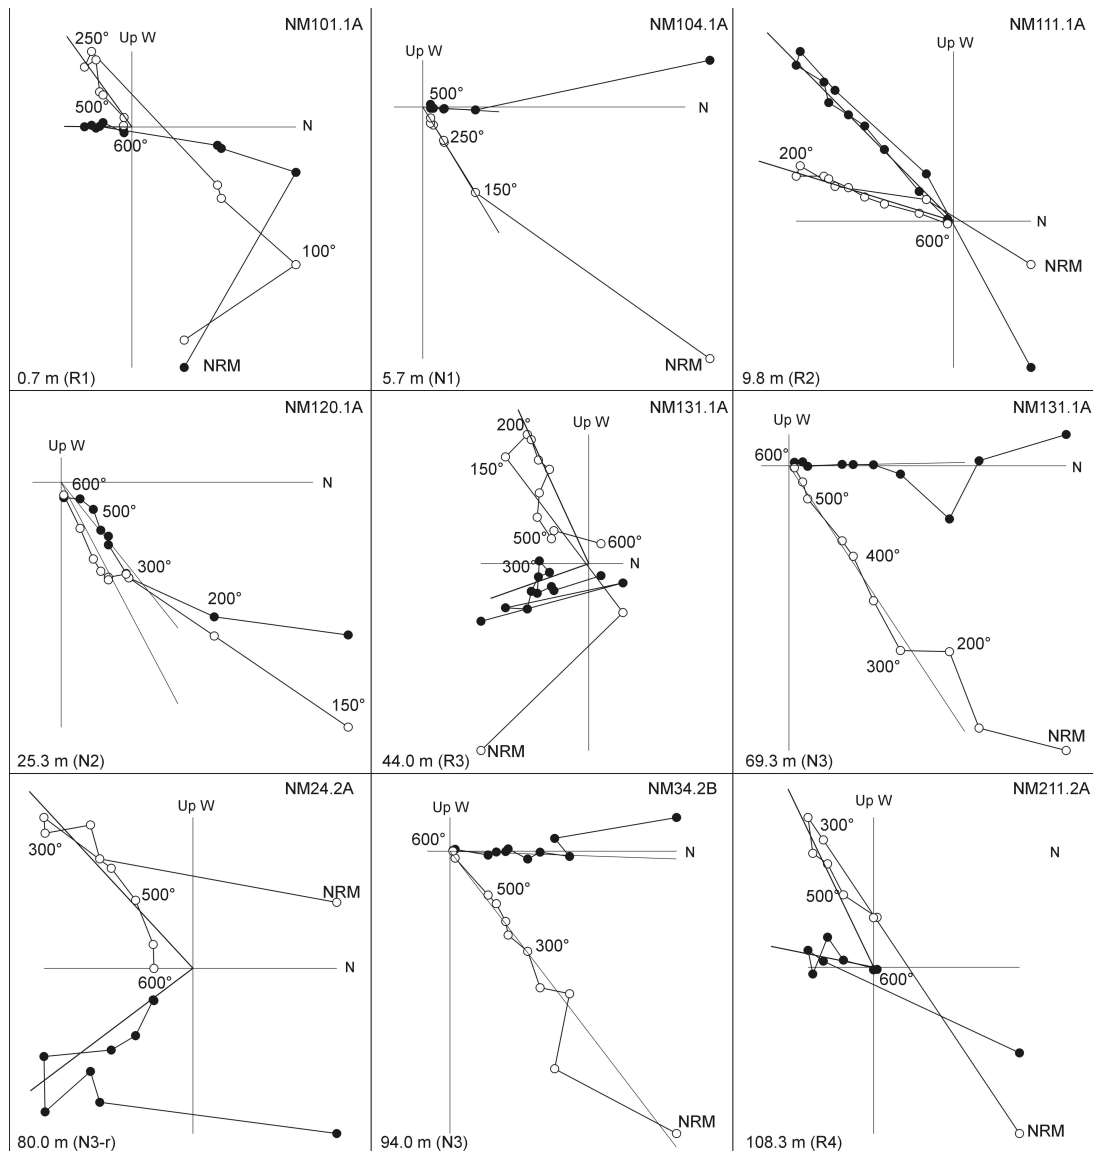 NM101.1A
Up W
250°
500°
N
600°
100°
NRM
0.7 m (R1)
NM104.1A
Up W
500°
N
250°
150°
NRM
5.7 m (N1)
NM111.1A
Up W
200°
N
600°
NRM
9.8 m (R2)
NM120.1A
Up W
600°
N
500°
300°
200°
150°
25.3 m (N2)
NM131.1A
Up W
200°
150°
500°
600°
300°
N
NRM
44.0 m (R3)
NM131.1A
Up W
600°
N
500°
400°
300°
200°
NRM
69.3 m (N3)
NM24.2A
Up W
300°
NRM
500°
N
600°
80.0 m (N3-r)
NM34.2B
Up W
600°
N
500°
300°
NRM
94.0 m (N3)
NM211.2A
Up W
300°
N
500°
600°
NRM
108.3 m (R4)